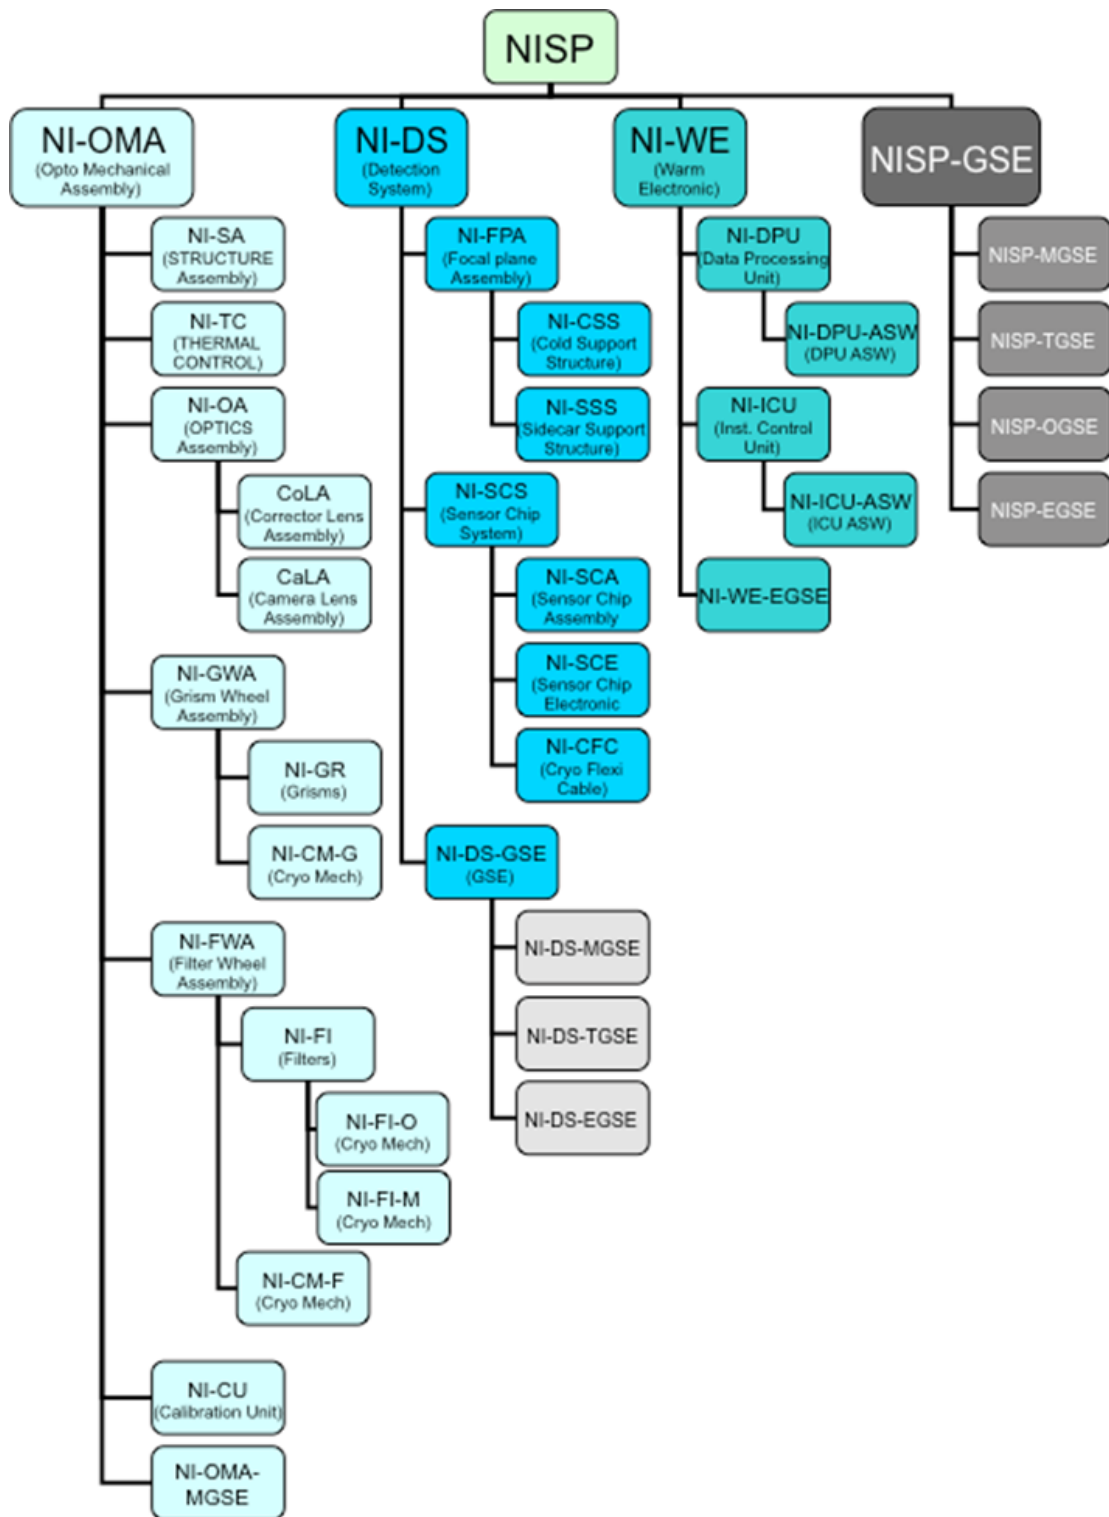 NISP
NI-OMA
(Opto Mechanical
Assembly)
NI-SA
(STRUCTURE
Assembly)
NI-TC
(THERMAL
CONTROL)
NI-OA
(OPTICS
Assembly)
CoLA
(Corrector Lens
Assembly)
CaLA
(Camera Lens
Assembly)
NI-GWA
(Grism Wheel
Assembly)
NI-GR
(Grisms)
NI-CM-G
(Cryo Mech)
NI-FWA
(Filter Wheel
Assembly)
NI-FI
(Filters)
NI-FI-O
(Cryo Mech)
NI-FI-M
(Cryo Mech)
NI-CM-F
(Cryo Mech)
NI-CU
(Calibration Unit)
NI-OMA-
MGSE
NI-DS
(Detection
System)
NI-FPA
(Focal plane
Assembly)
NI-CSS
(Cold Support
Structure)
NI-SSS
(Sidecar Support
Structure)
NI-SCS
(Sensor Chip
System)
NI-SCA
(Sensor Chip
Assembly
NI-SCE
(Sensor Chip
Electronic
NI-CFC
(Cryo Flexi
Cable)
NI-DS-GSE
(GSE)
NI-DS-MGSE
NI-DS-TGSE
NI-DS-EGSE
NI-WE
(Warm
Electronic)
NI-DPU
(Data Processing
Unit)
NI-DPU-ASW
(DPU ASW)
NI-ICU
(Inst. Control
Unit)
NI-ICU-ASW
(ICU ASW)
NI-WE-EGSE
NISP-GSE
NISP-MGSE
NISP-TGSE
NISP-OGSE
NISP-EGSE